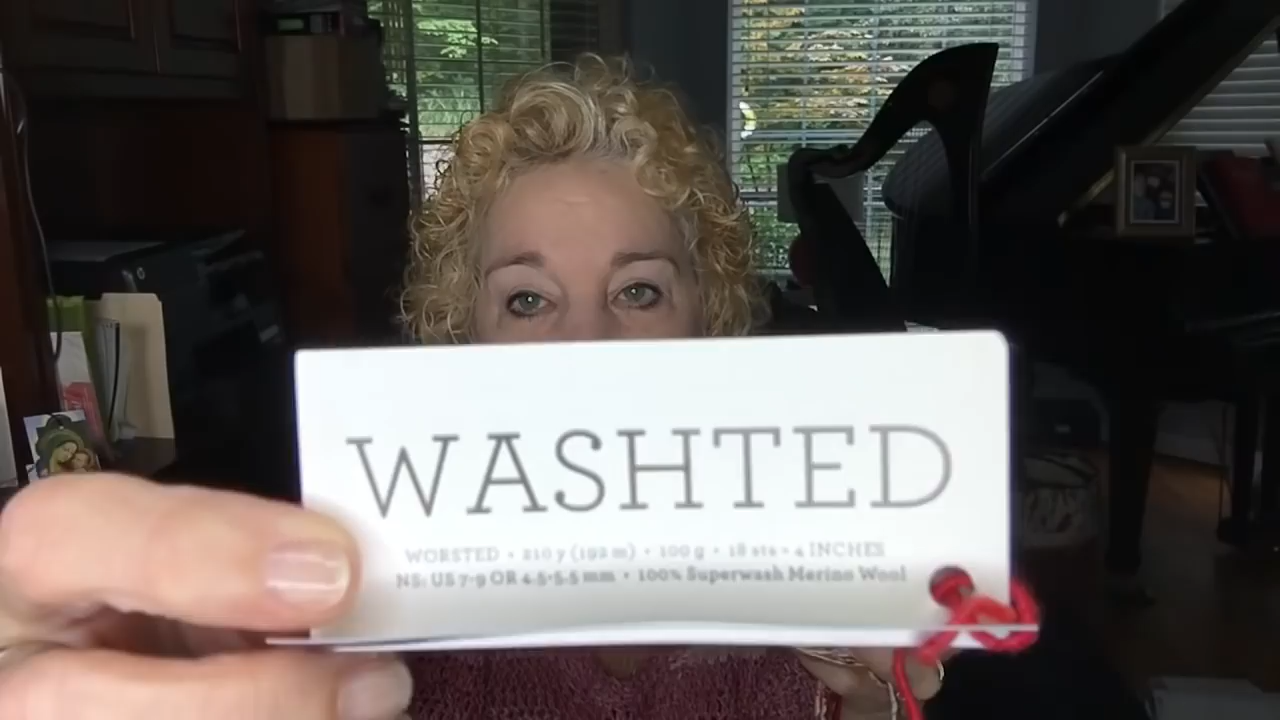 WASHTED
WORSTED • 210 y (192 m) • 100 g • 18 sts = 4 INCHES
NS: US 7-9 OR 4.5-5.5 mm • 100% Superwash Merino Wool